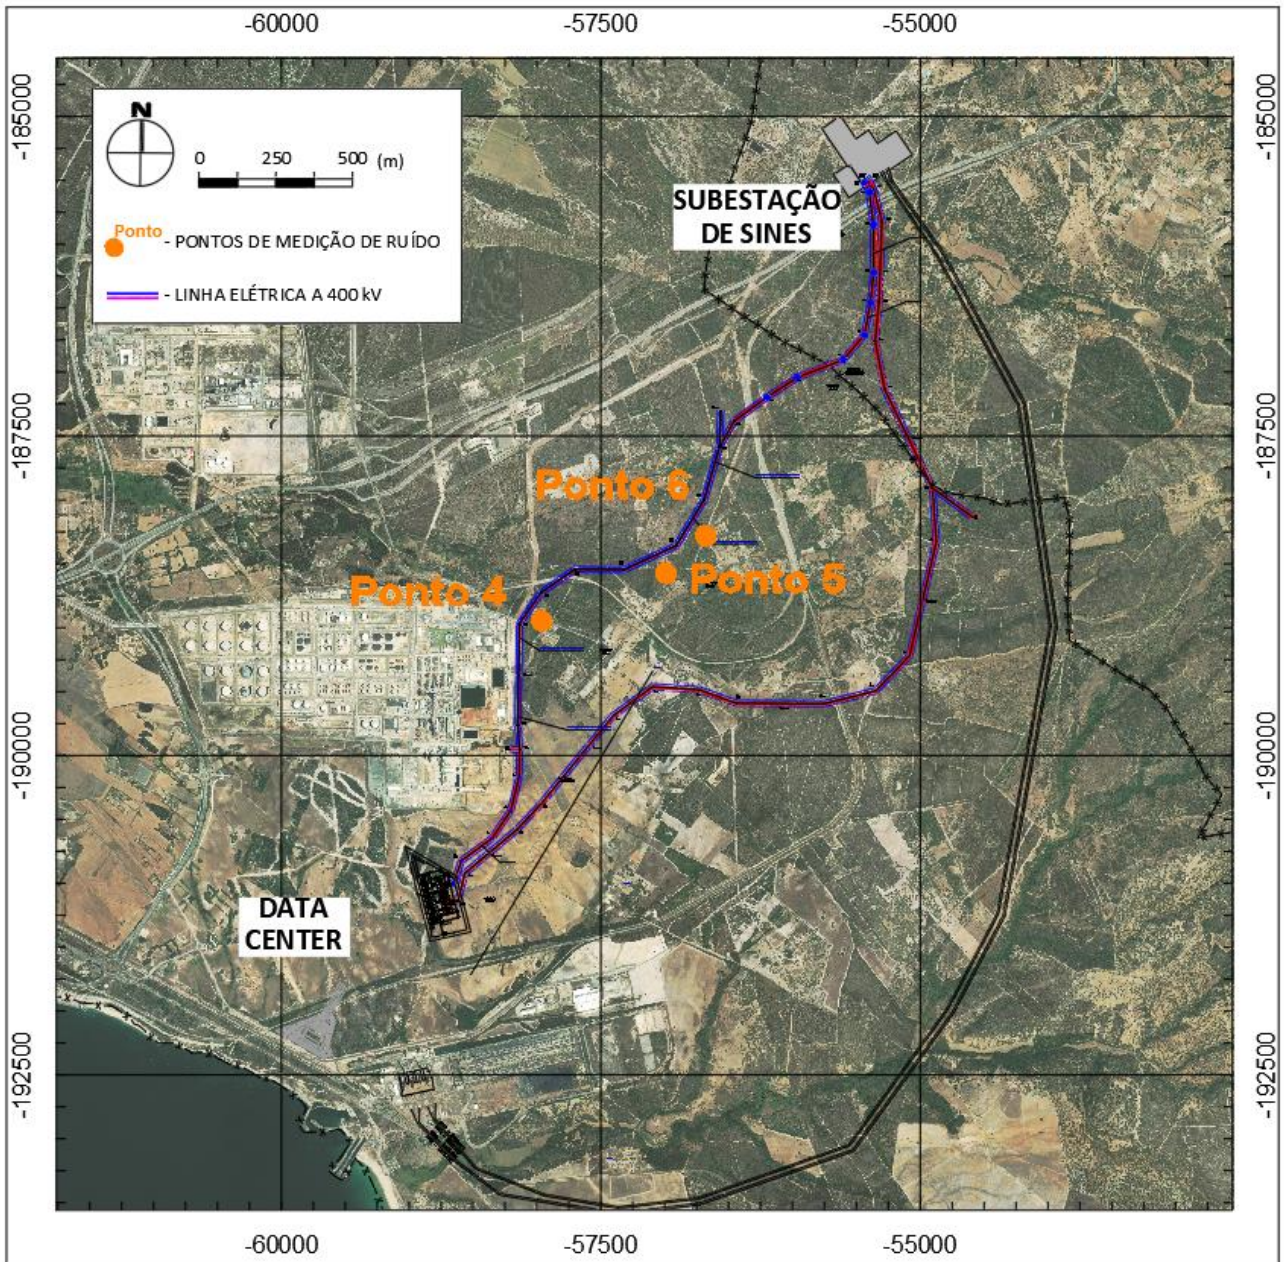 -60000
-57500
-55000
-185000
-185000
N
0 250 500 (m)
Ponto
- PONTOS DE MEDIÇÃO DE RUÍDO
- LINHA ELÉTRICA A 400 kV
SUBESTAÇÃO
DE SINES
-187500
-187500
Ponto 6
Ponto 5
Ponto 4
-190000
-190000
DATA
CENTER
-192500
-192500
-60000
-57500
-55000